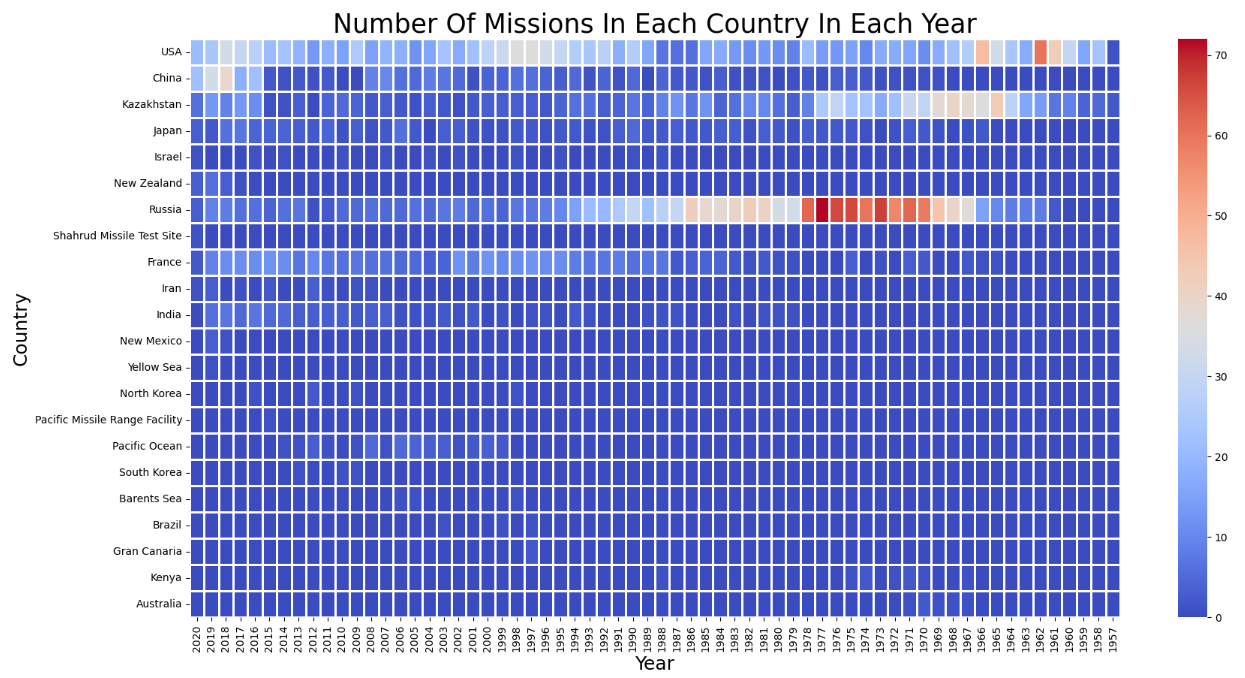 Number Of Missions In Each Country In Each Year
USA
China
Kazakhstan
Japan
Israel
New Zealand
Russia
Shahrud Missile Test Site
France
Iran
India
New Mexico
Yellow Sea
North Korea
Pacific Missile Range Facility
Pacific Ocean
South Korea
Barents Sea
Brazil
Gran Canaria
Kenya
Australia
Country
2020 2019 2018 2017 2016 2015 2014 2013 2012 2011 2010 2009 2008 2007 2006 2005 2004 2003 2002 2001 2000 1999 1998 1997 1996 1995 1994 1993 1992 1991 1990 1989 1988 1987 1986 1985 1984 1983 1982 1981 1980 1979 1978 1977 1976 1975 1974 1973 1972 1971 1970 1969 1968 1967 1966 1965 1964 1963 1962 1961 1960 1959 1958 1957
Year
70
60
50
40
30
20
10
0